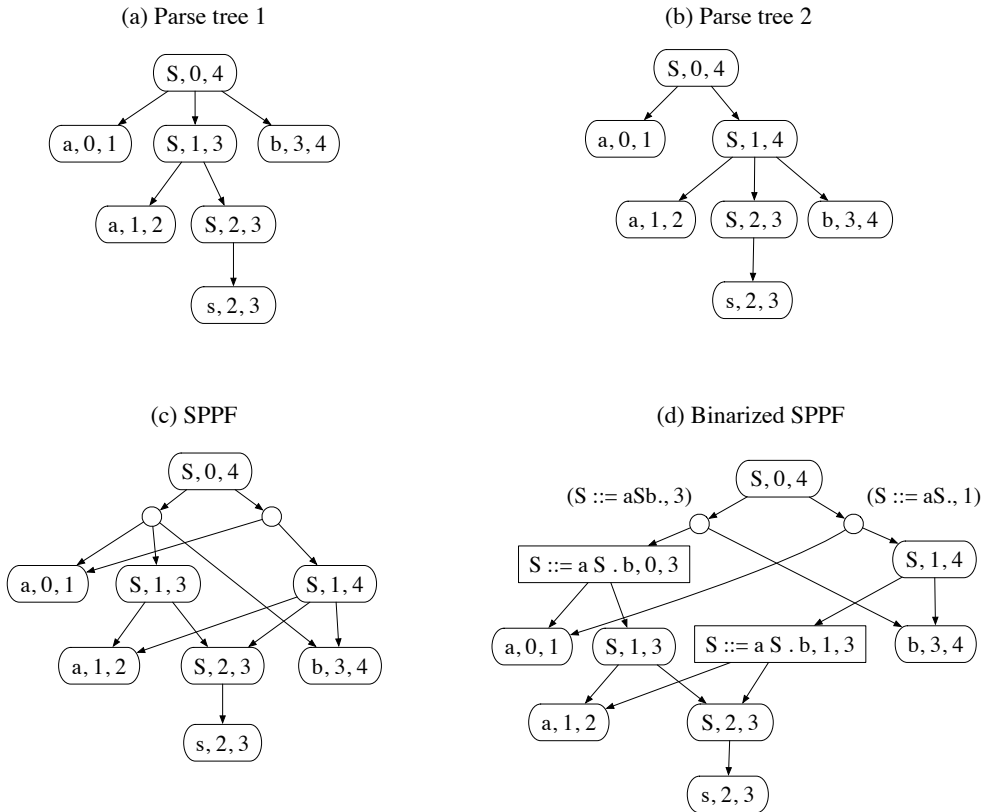 (a) Parse tree 1
S, 0, 4
a, 0, 1
S, 1, 3
b, 3, 4
a, 1, 2
S, 2, 3
s, 2, 3
(b) Parse tree 2
S, 0, 4
a, 0, 1
S, 1, 4
a, 1, 2
S, 2, 3
b, 3, 4
s, 2, 3
(c) SPPF
S, 0, 4
a, 0, 1
S, 1, 3
S, 1, 4
a, 1, 2
S, 2, 3
b, 3, 4
s, 2, 3
(d) Binarized SPPF
S, 0, 4
(S ::= aSb., 3)
(S ::= aS., 1)
S ::= a S . b, 0, 3
S, 1, 4
a, 0, 1
S, 1, 3
S ::= a S . b, 1, 3
b, 3, 4
a, 1, 2
S, 2, 3
s, 2, 3